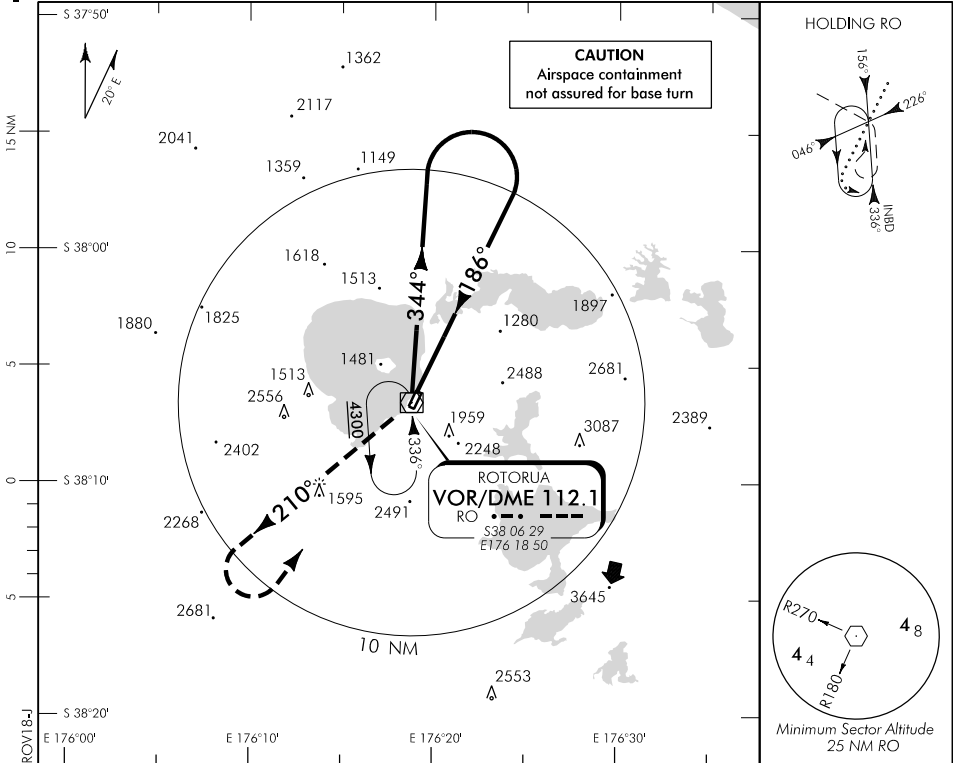 S 37°50'
20° E
15 NM
1362
CAUTION
Airspace containment
not assured for base turn
HOLDING RO
156°
226°
046°
INBD
336°
2117
2041
1359
1149
10
S 38°00'
1618
1513
344°
186°
1897
1825
1880
1280
5
1481
2488
2681
1513
2556
4300
1959
3087
2389
2402
2248
336°
0
S 38°10'
210°
1595
2491
2268
ROTORUA
VOR/DME 112.1
RO
S38 06 29
E176 18 50
5
2681
3645
10 NM
2553
R270
4 8
4 4
R180
Minimum Sector Altitude
25 NM RO
S 38°20'
ROV18-J
E 176°00'
E 176°10'
E 176°20'
E 176°30'